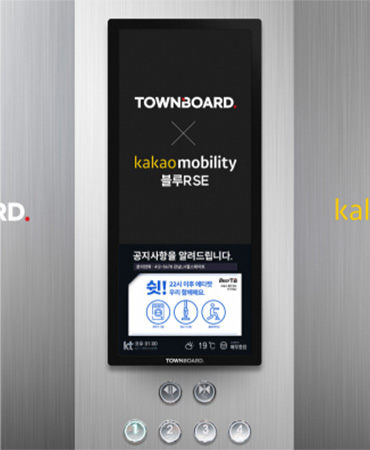 TOWNBOARD.
kakaomobility
블루RSE
RD.
kal
공지사항을 알려드립니다.
쉿! 22시 이후 에티켓
우리 함께해요.
kt
19℃
TOWNBOARD.
1 2 3 4